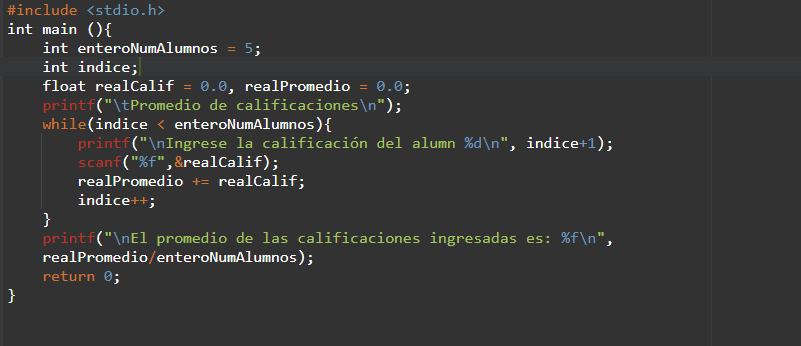 #include <stdio.h>
int main (){
    int enteroNumAlumnos = 5;
    int indice;
    float realCalif = 0.0, realPromedio = 0.0;
    printf("\tPromedio de calificaciones\n");
    while(indice < enteroNumAlumnos){
        printf("\nIngrese la calificación del alumn %d\n", indice+1);
        scanf("%f",&realCalif);
        realPromedio += realCalif;
        indice++;
    }
    printf("\nEl promedio de las calificaciones ingresadas es: %f\n",
    realPromedio/enteroNumAlumnos);
    return 0;
}